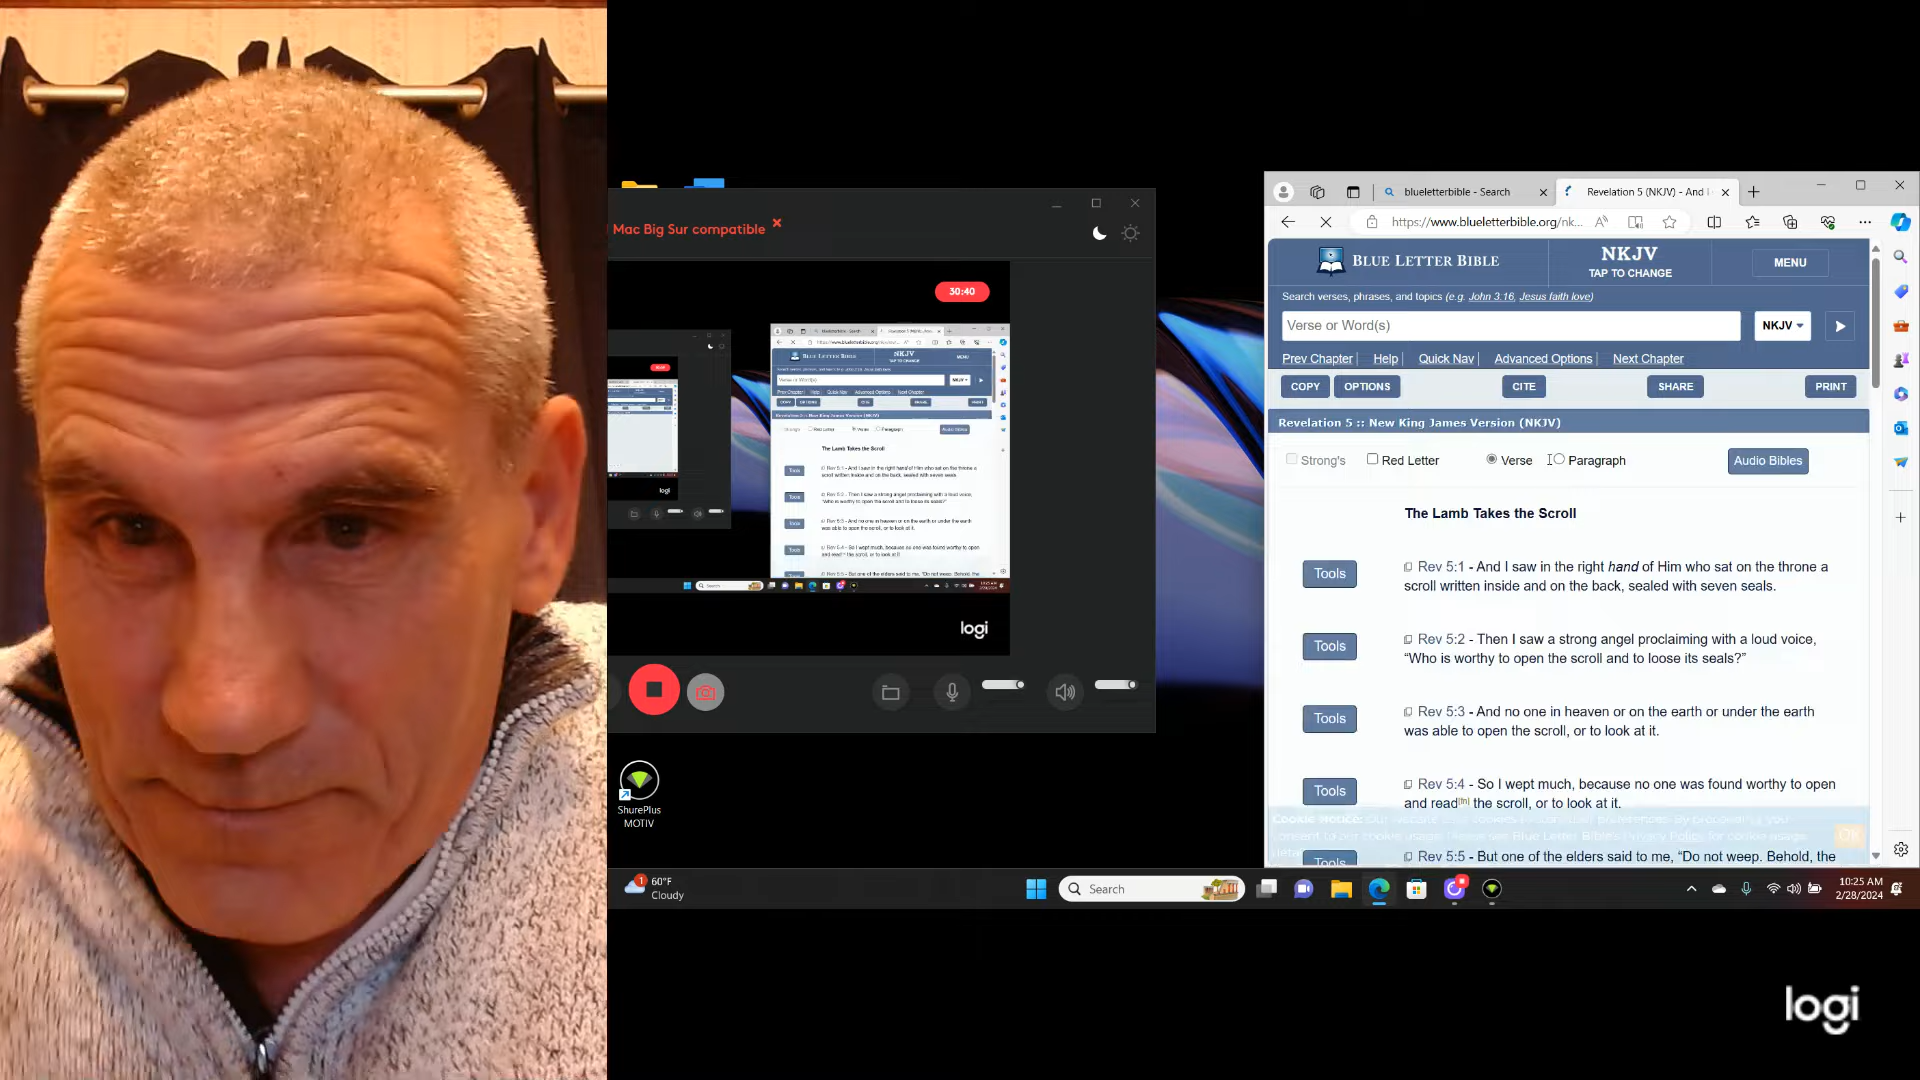 Mac Big Sur compatible
30:40
logi
ShurePlus
MOTIV
1
60°F
Cloudy
blueletterbible - Search
Revelation 5 (NKJV) - And I
https://www.blueletterbible.org/nk...
BLUE LETTER BIBLE
NKJV
TAP TO CHANGE
MENU
Search verses, phrases, and topics (e.g. John 3.16, Jesus faith love)
Verse or Word(s)
NKJV
Prev Chapter Help Quick Nav Advanced Options Next Chapter
COPY OPTIONS CITE SHARE PRINT
Revelation 5 :: New King James Version (NKJV)
Strong's Red Letter Verse Paragraph Audio Bibles
The Lamb Takes the Scroll
Tools
Rev 5:1 - And I saw in the right hand of Him who sat on the throne a
scroll written inside and on the back, sealed with seven seals.
Tools
Rev 5:2 - Then I saw a strong angel proclaiming with a loud voice,
“Who is worthy to open the scroll and to loose its seals?”
Tools
Rev 5:3 - And no one in heaven or on the earth or under the earth
was able to open the scroll, or to look at it.
Tools
Rev 5:4 - So I wept much, because no one was found worthy to open
and read[fn] the scroll, or to look at it.
Tools
Rev 5:5 - But one of the elders said to me, “Do not weep. Behold, the
Search
10:25 AM
2/28/2024
logi